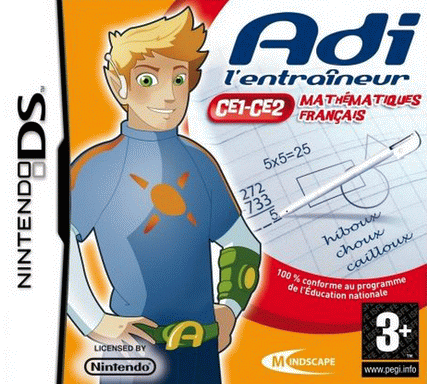 NINTENDO DS™
Adi
l'entraîneur
CE1-CE2
MATHÉMATIQUES
FRANÇAIS
5x5=25
272
-733
5
hiboux
choux
cailloux
100 % conforme au programme
de l'Éducation nationale
LICENSED BY
Nintendo
MINDSCAPE
3+
www.pegi.info